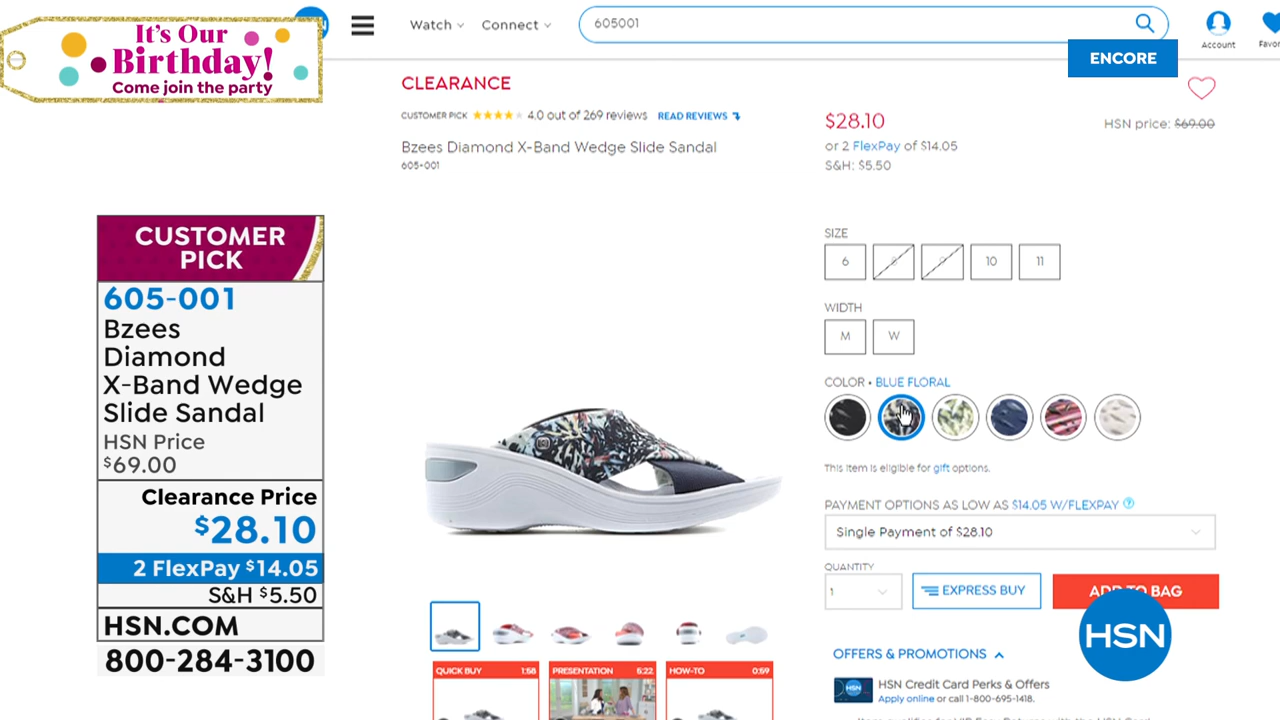 It's Our
Birthday!
Come join the party
Watch
Connect
605001
Account
Favor
ENCORE
CLEARANCE
CUSTOMER PICK 4.0 out of 269 reviews READ REVIEWS
Bzees Diamond X-Band Wedge Slide Sandal
605-001
$28.10
HSN price: $69.00
or 2 FlexPay of $14.05
S&H: $5.50
CUSTOMER
PICK
605-001
Bzees
Diamond
X-Band Wedge
Slide Sandal
HSN Price
$69.00
Clearance Price
$28.10
2 FlexPay $14.05
S&H $5.50
HSN.COM
800-284-3100
SIZE
6 10 11
WIDTH
M W
COLOR • BLUE FLORAL
This item is eligible for gift options.
PAYMENT OPTIONS AS LOW AS $14.05 W/FLEXPAY ?
Single Payment of $28.10
QUANTITY
1
EXPRESS BUY
ADD TO BAG
HSN
OFFERS & PROMOTIONS
HSN Credit Card Perks & Offers
Apply online or call 1-800-695-1418.
QUICK BUY 1:58
PRESENTATION 5:22
HOW-TO 0:59